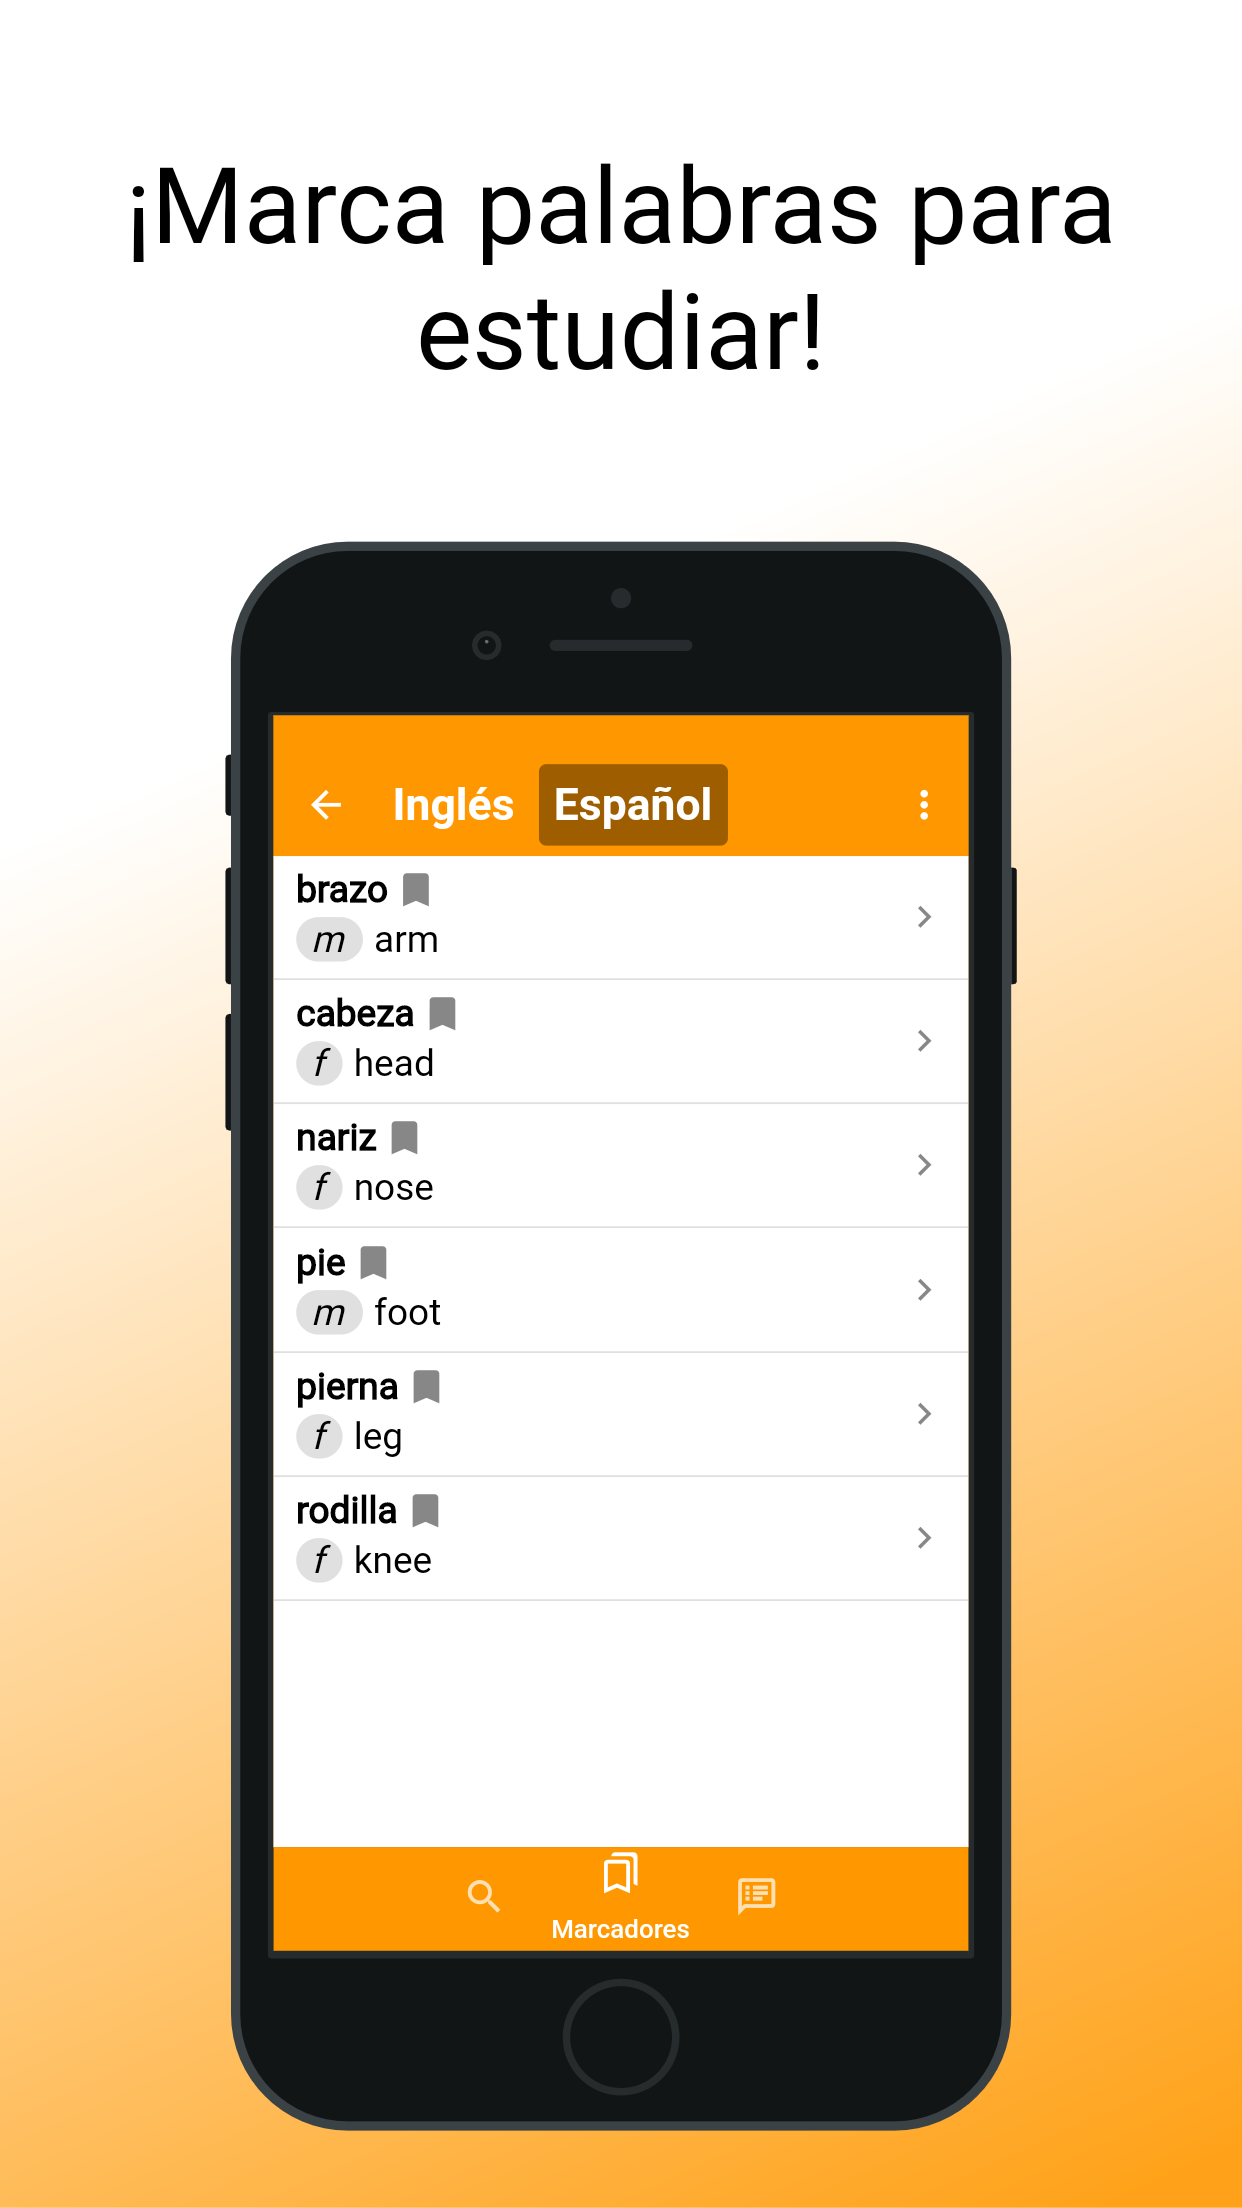 ¡Marca palabras para
estudiar!
Inglés Español
brazo
m arm
cabeza
f head
nariz
f nose
pie
m foot
pierna
f leg
rodilla
f knee
Marcadores